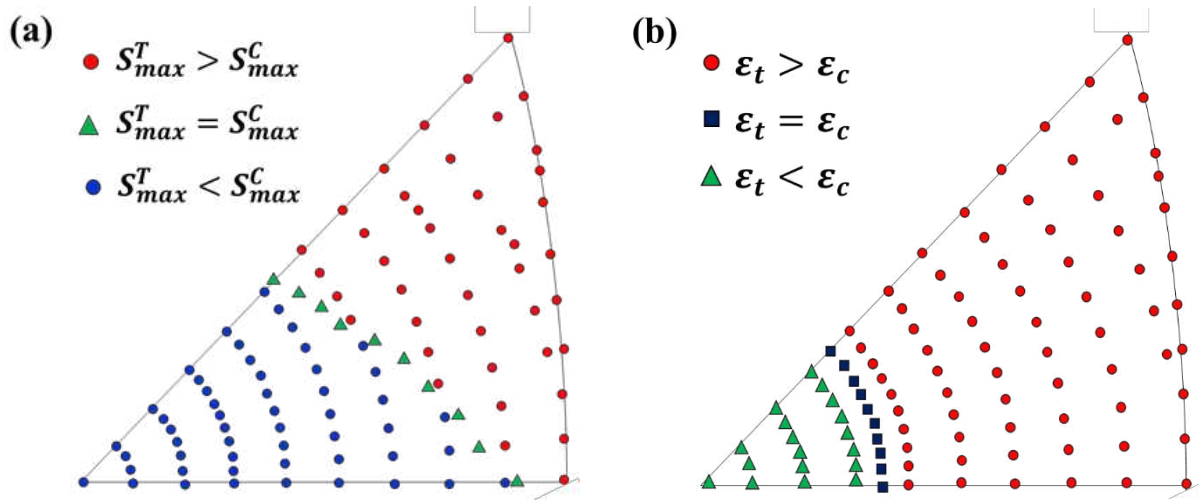 (a)
S^T_max > S^C_max
S^T_max = S^C_max
S^T_max < S^C_max
(b)
ε_t > ε_c
ε_t = ε_c
ε_t < ε_c